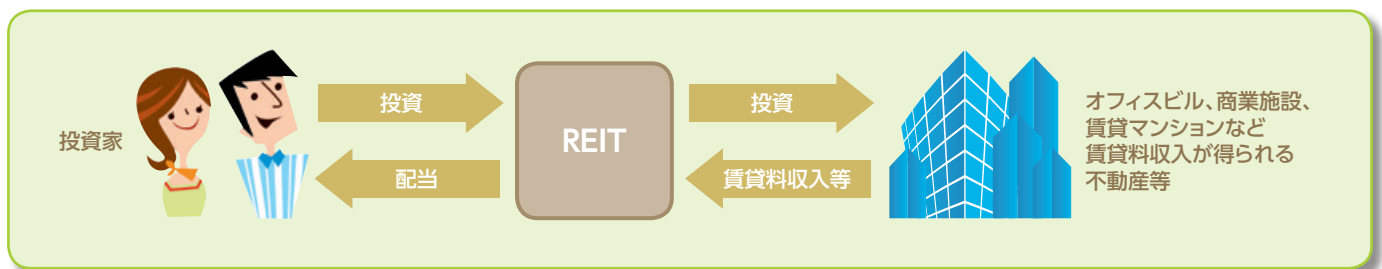 投資家
投資
配当
REIT
投資
賃貸料収入等
オフィスビル、商業施設、
賃貸マンションなど
賃貸料収入が得られる
不動産等